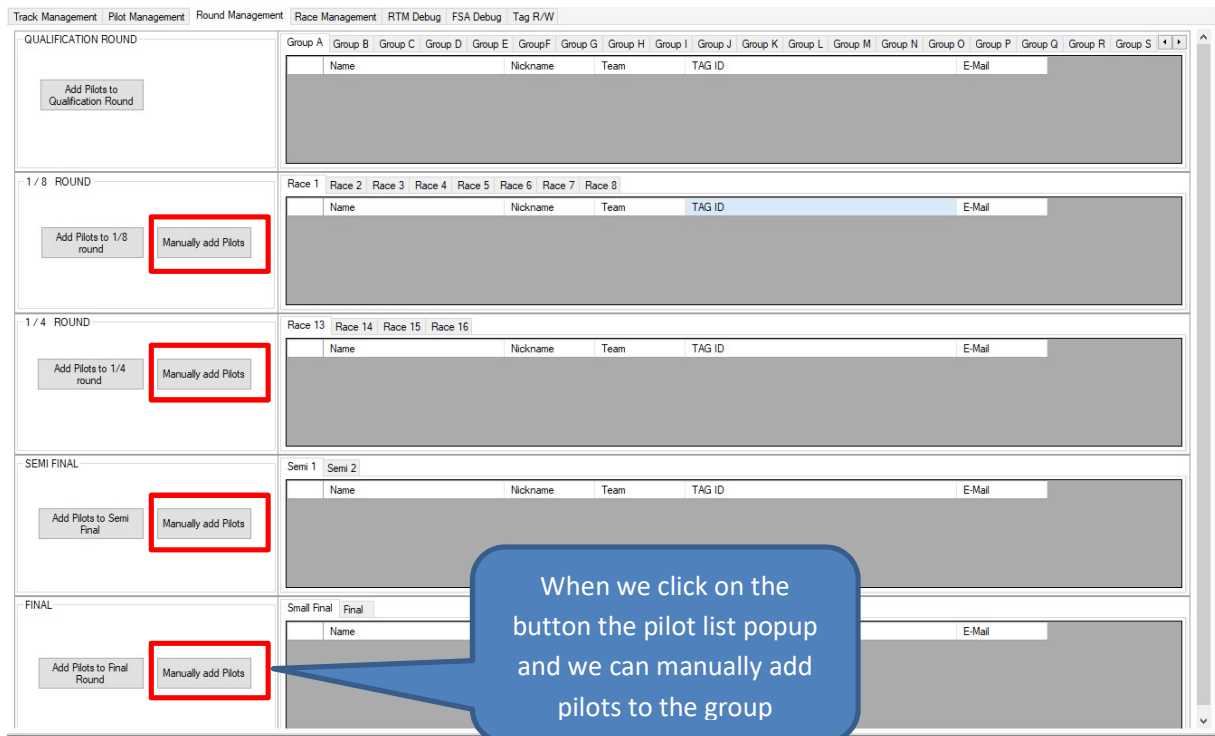 Track Management Pilot Management Round Management Race Management RTM Debug FSA Debug Tag R/W
QUALIFICATION ROUND
Group A Group B Group C Group D Group E GroupF Group G Group H Group I Group J Group K Group L Group M Group N Group O Group P Group Q Group R Group S
Name Nickname Team TAG ID E-Mail
Add Pilots to
Qualification Round
1 / 8 ROUND
Race 1 Race 2 Race 3 Race 4 Race 5 Race 6 Race 7 Race 8
Name Nickname Team TAG ID E-Mail
Add Pilots to 1/8
round
Manually add Pilots
1 / 4 ROUND
Race 13 Race 14 Race 15 Race 16
Name Nickname Team TAG ID E-Mail
Add Pilots to 1/4
round
Manually add Pilots
SEMI FINAL
Semi 1 Semi 2
Name Nickname Team TAG ID E-Mail
Add Pilots to Semi
Final
Manually add Pilots
FINAL
Small Final Final
Name E-Mail
Add Pilots to Final
Round
Manually add Pilots
When we click on the
button the pilot list popup
and we can manually add
pilots to the group